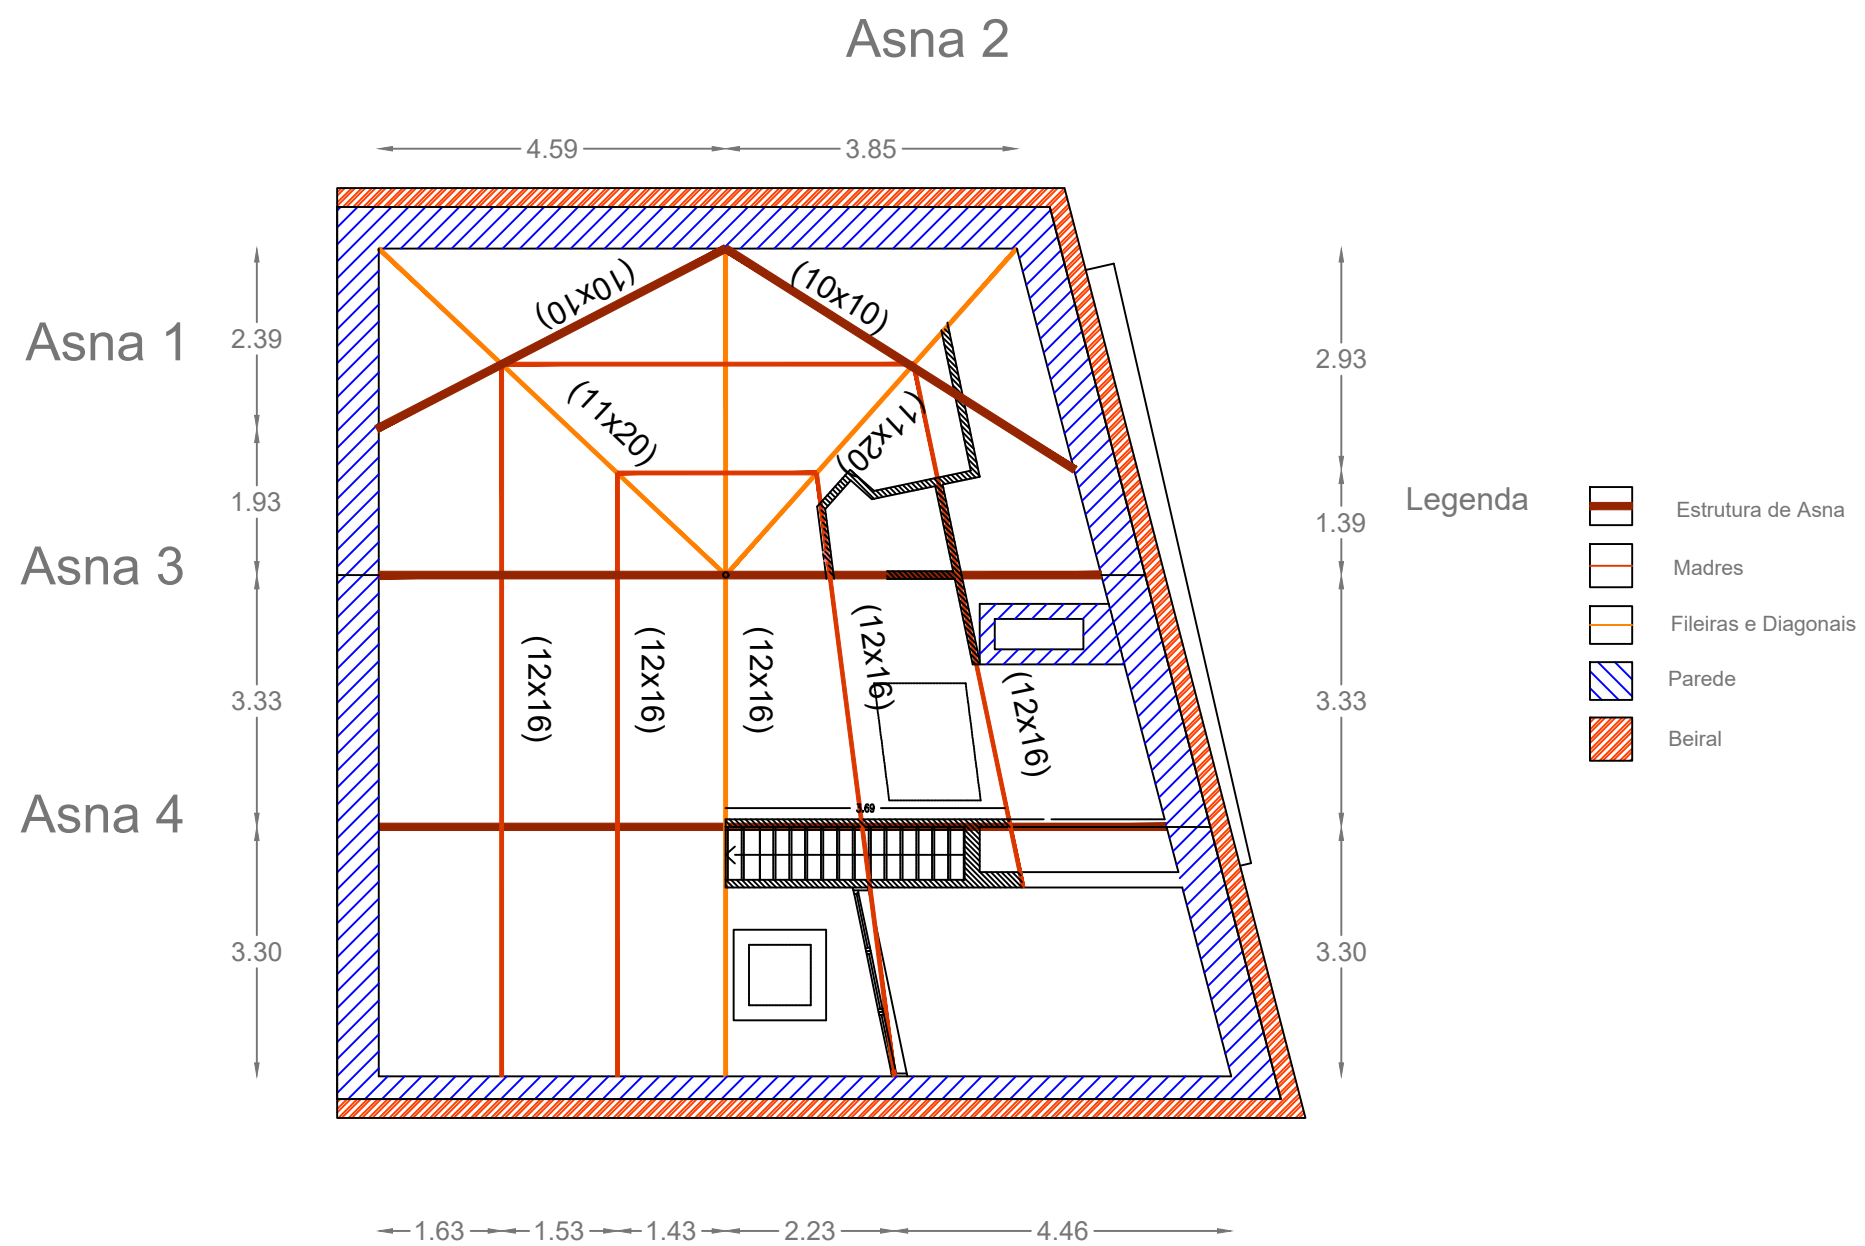 Asna 2
4.59
3.85
(10x10)
(10x10)
Asna 1
2.39
2.93
(11x20)
(11x20)
1.93
1.39
Legenda
Estrutura de Asna
Asna 3
Madres
Fileiras e Diagonais
(12x16)
(12x16)
(12x16)
(12x16)
(12x16)
3.33
3.33
Parede
Beiral
Asna 4
3.69
3.30
3.30
1.63
1.53
1.43
2.23
4.46